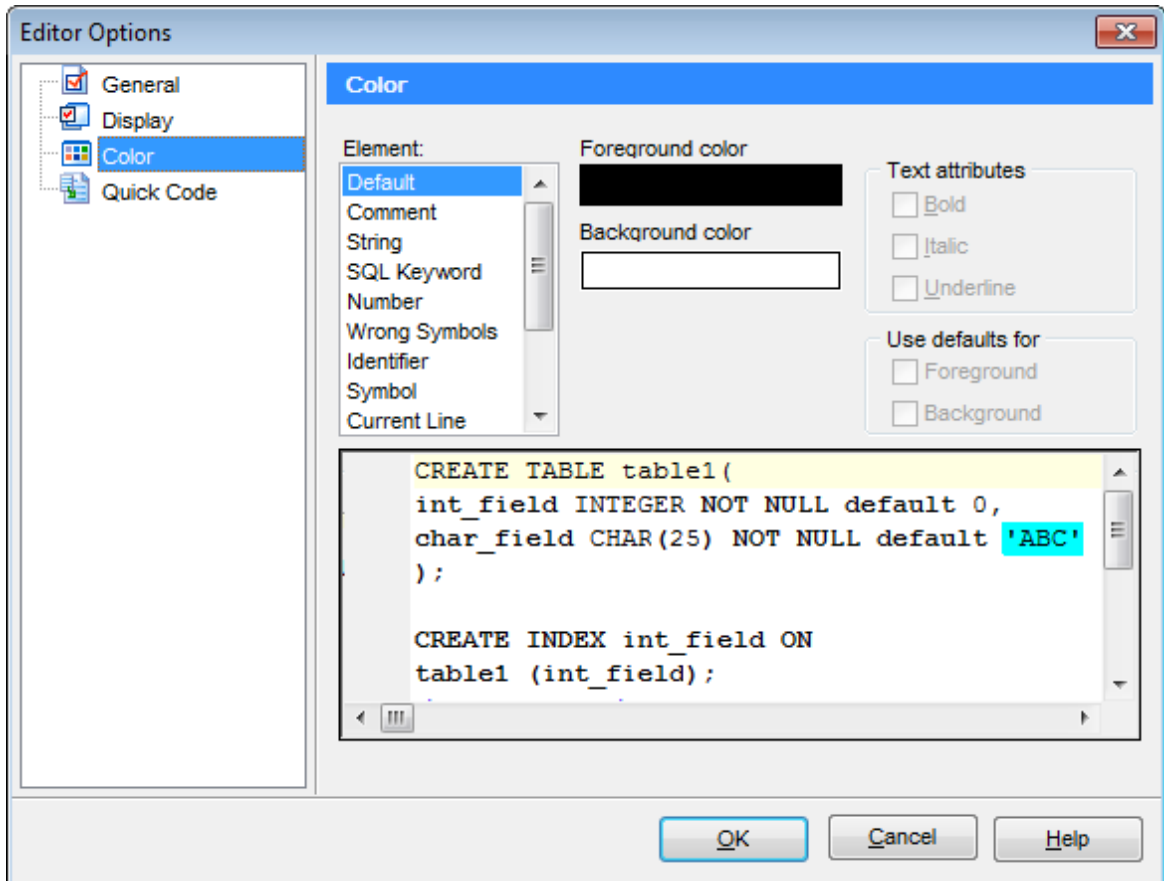 Editor Options
General
Display
Color
Quick Code
Color
Element:
Default
Comment
String
SQL Keyword
Number
Wrong Symbols
Identifier
Symbol
Current Line
Foreground color
Background color
Text attributes
Bold
Italic
Underline
Use defaults for
Foreground
Background
CREATE TABLE table1(
int_field INTEGER NOT NULL default 0,
char_field CHAR(25) NOT NULL default 'ABC'
);
CREATE INDEX int_field ON
table1 (int_field);
OK
Cancel
Help